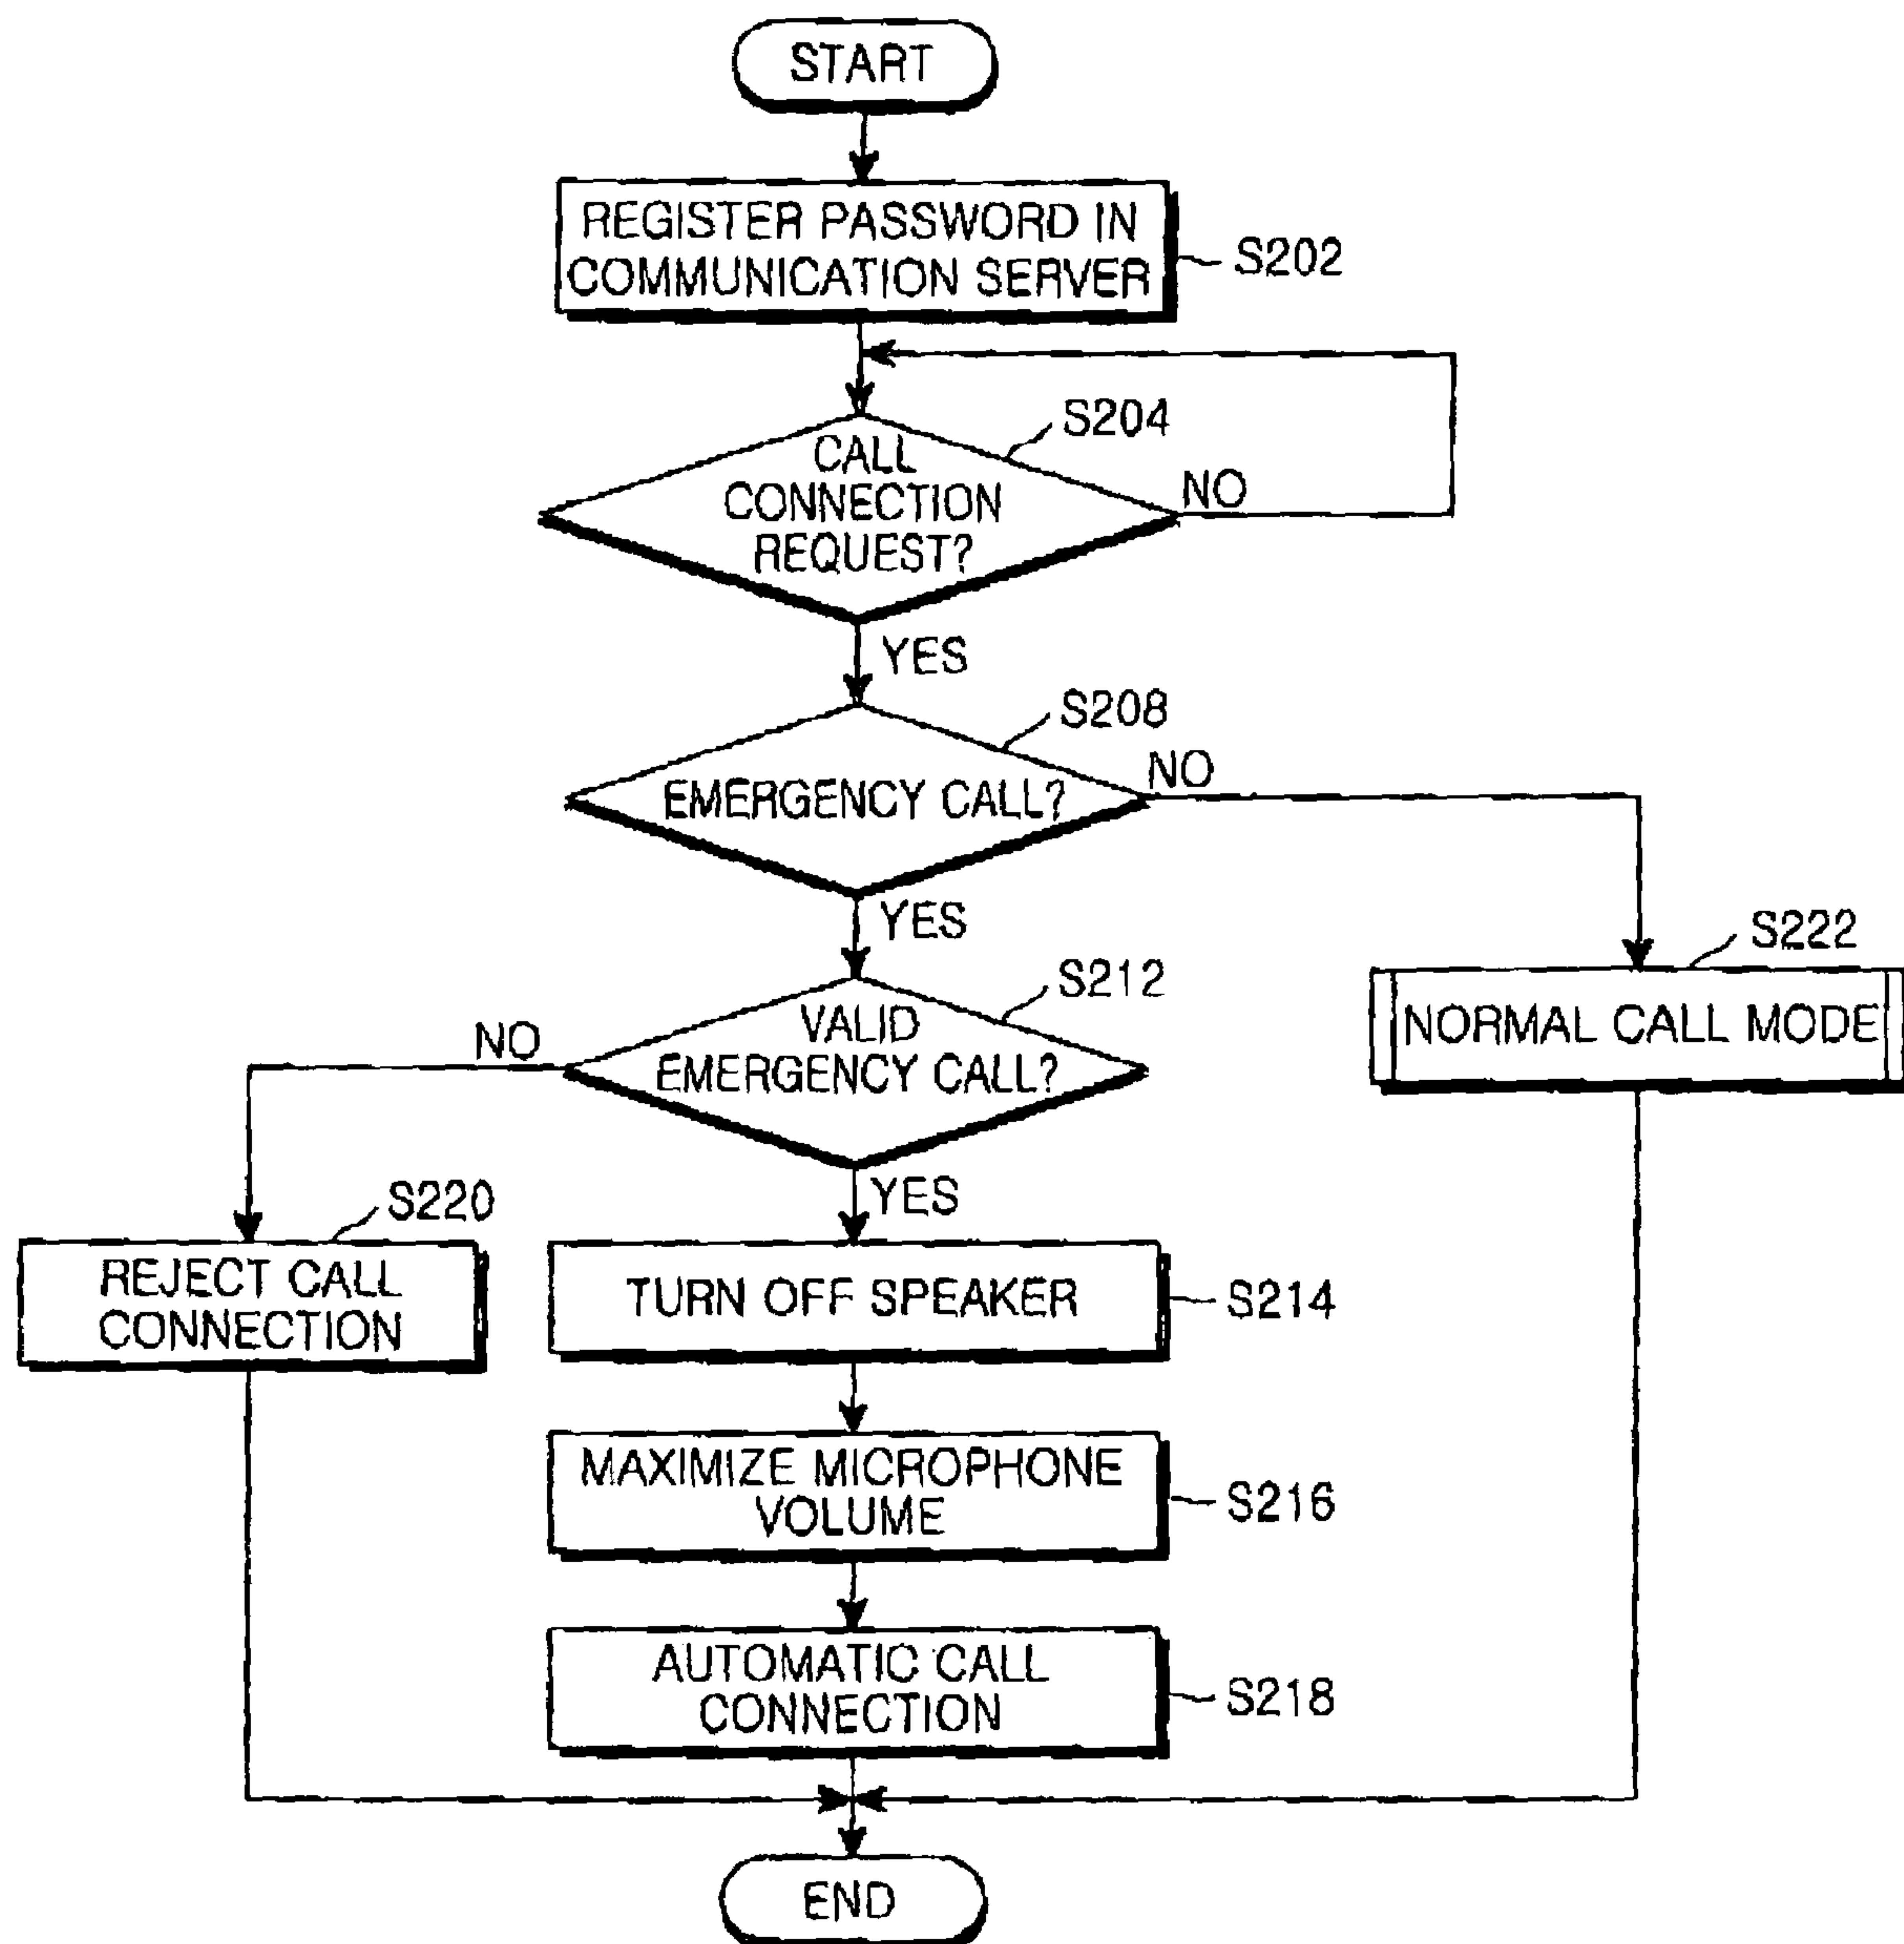 START
REGISTER PASSWORD IN
COMMUNICATION SERVER
S202
S204
CALL
CONNECTION
REQUEST?
NO
YES
S208
EMERGENCY CALL?
NO
YES
S222
NORMAL CALL MODE
S212
VALID
EMERGENCY CALL?
NO
YES
S220
REJECT CALL
CONNECTION
TURN OFF SPEAKER
S214
MAXIMIZE MICROPHONE
VOLUME
S216
AUTOMATIC CALL
CONNECTION
S218
END